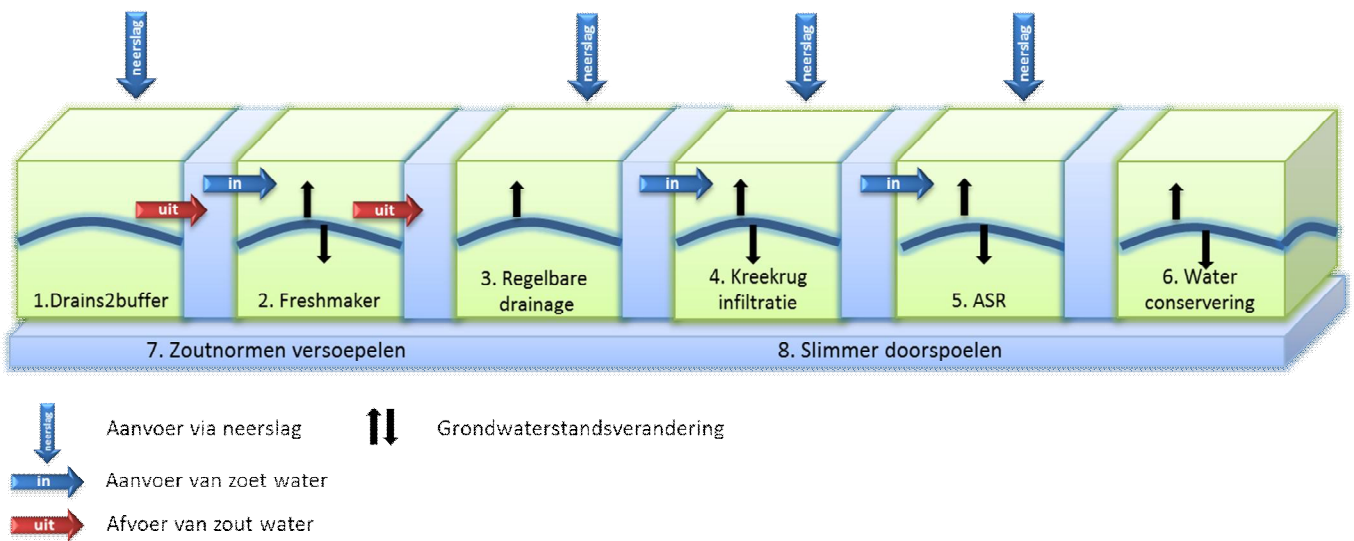 neerslag
neerslag
neerslag
neerslag
in
in
in
uit
uit
1.Drains2buffer
2. Freshmaker
3. Regelbare
drainage
4. Kreekrug
infiltratie
5. ASR
6. Water
conservering
7. Zoutnormen versoepelen
8. Slimmer doorspoelen
neerslag
Aanvoer via neerslag
Grondwaterstandsverandering
in
Aanvoer van zoet water
uit
Afvoer van zout water